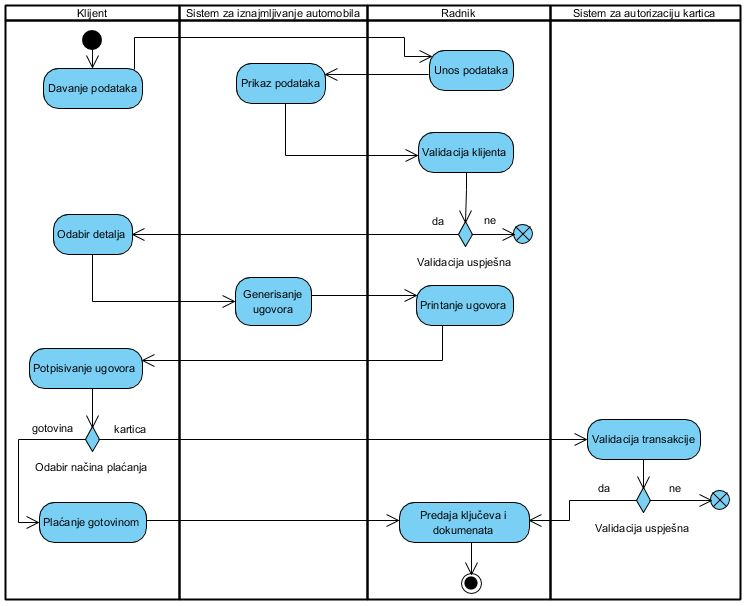 Klijent
Sistem za iznajmljivanje automobila
Radnik
Sistem za autorizaciju kartica
Davanje podataka
Prikaz podataka
Unos podataka
Validacija klijenta
da
ne
Validacija uspješna
Odabir detalja
Generisanje
ugovora
Printanje ugovora
Potpisivanje ugovora
gotovina
kartica
Odabir načina plaćanja
Validacija transakcije
da
ne
Validacija uspješna
Plaćanje gotovinom
Predaja ključeva i
dokumenata